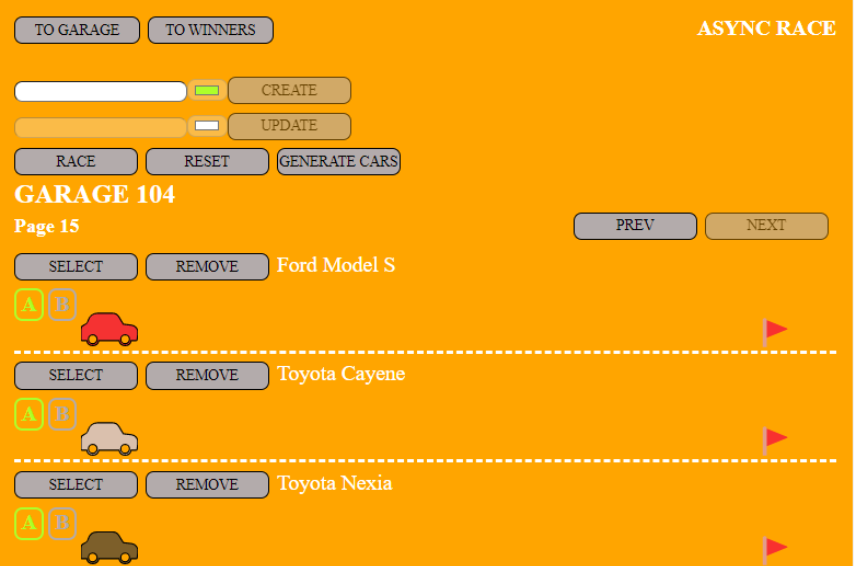 TO GARAGE TO WINNERS ASYNC RACE
CREATE
UPDATE
RACE RESET GENERATE CARS
GARAGE 104
Page 15 PREV NEXT
SELECT REMOVE Ford Model S
A B
SELECT REMOVE Toyota Cayene
A B
SELECT REMOVE Toyota Nexia
A B